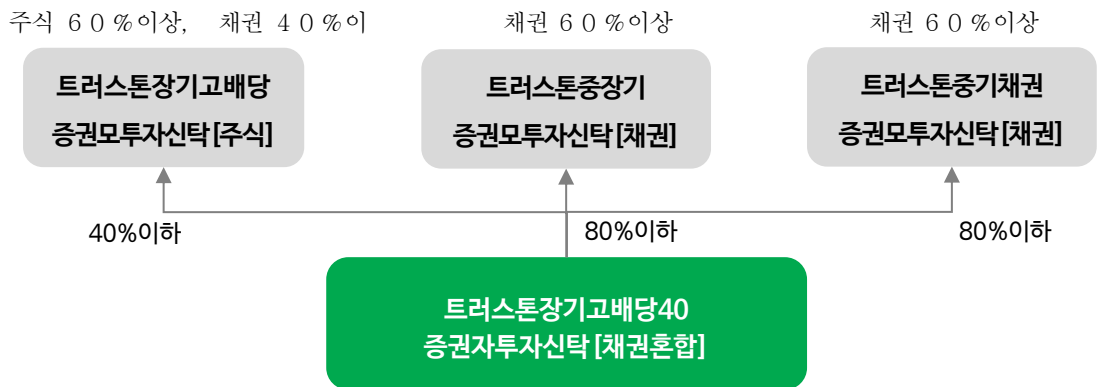 주식 60%이상, 채권 40%이
채권 60%이상
채권 60%이상
트러스톤장기고배당
증권모투자신탁[주식]
트러스톤중장기
증권모투자신탁[채권]
트러스톤중기채권
증권모투자신탁[채권]
40%이하
80%이하
80%이하
트러스톤장기고배당40
증권자투자신탁[채권혼합]